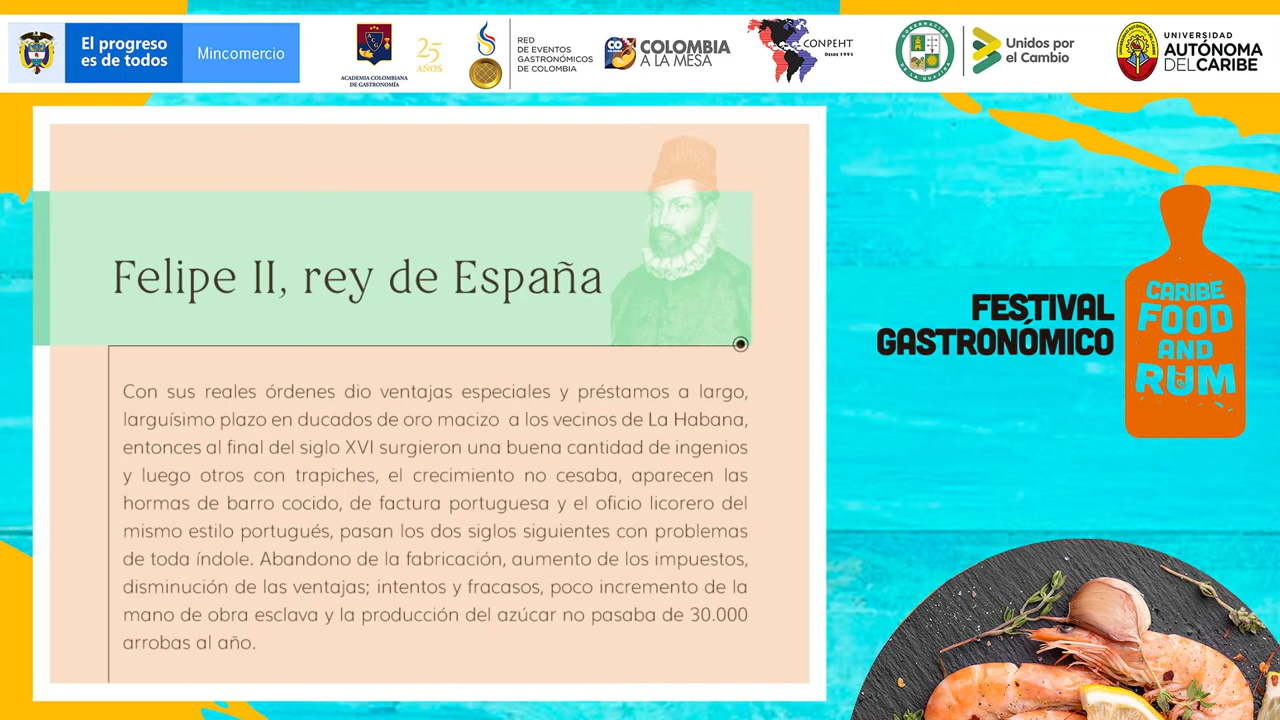 El progreso
es de todos
Mincomercio
ACADEMIA COLOMBIANA
DE GASTRONOMÍA
25
AÑOS
RED
DE EVENTOS
GASTRONÓMICOS
DE COLOMBIA
CO
COLOMBIA
A LA MESA
CONPEHT
DESDE 1991
GOBERNACIÓN
DE LA GUAJIRA
Unidos por
el Cambio
UNIVERSIDAD
AUTÓNOMA
DEL CARIBE
Felipe II, rey de España
Con sus reales órdenes dio ventajas especiales y préstamos a largo,
larguísimo plazo en ducados de oro macizo a los vecinos de La Habana,
entonces al final del siglo XVI surgieron una buena cantidad de ingenios
y luego otros con trapiches, el crecimiento no cesaba, aparecen las
hormas de barro cocido, de factura portuguesa y el oficio licorero del
mismo estilo portugués, pasan los dos siglos siguientes con problemas
de toda índole. Abandono de la fabricación, aumento de los impuestos,
disminución de las ventajas; intentos y fracasos, poco incremento de la
mano de obra esclava y la producción del azúcar no pasaba de 30.000
arrobas al año.
FESTIVAL
GASTRONÓMICO
CARIBE
FOOD
AND
RUM